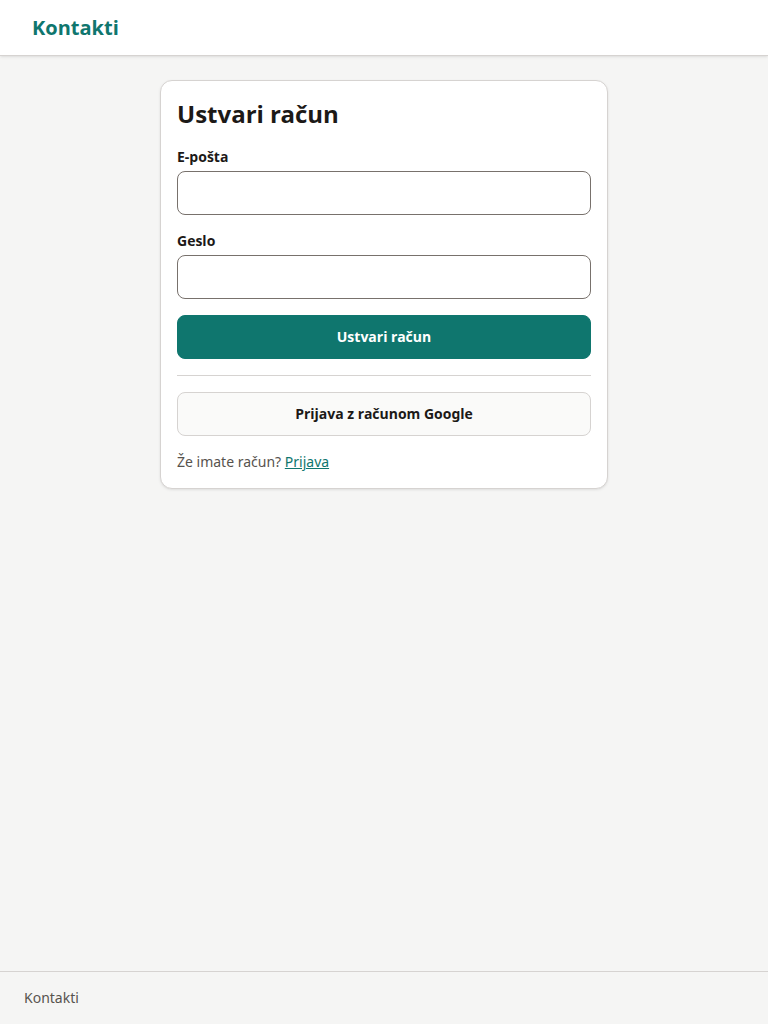 Kontakti
Ustvari račun
E-pošta
Geslo
Ustvari račun
Prijava z računom Google
Že imate račun? Prijava
Kontakti